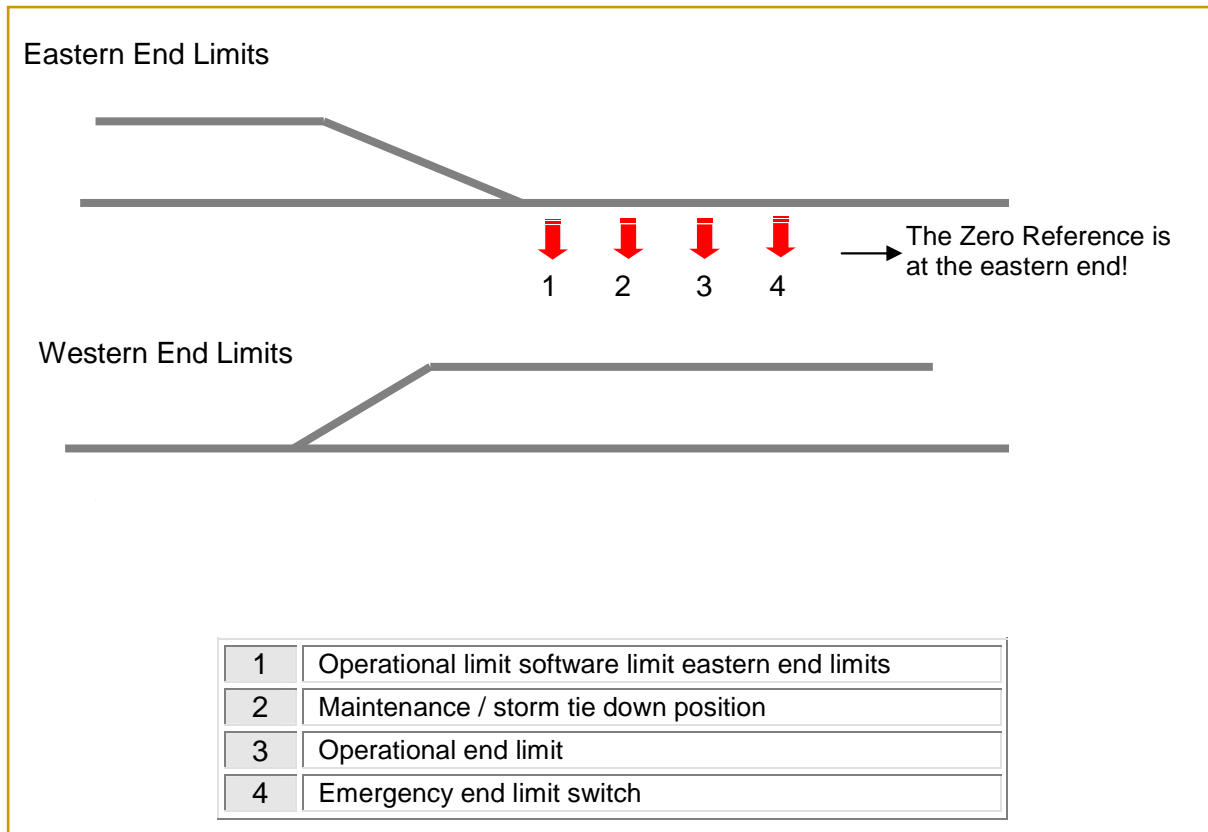 Eastern End Limits
The Zero Reference is
at the eastern end!
1 2 3 4
Western End Limits
1 Operational limit software limit eastern end limits
2 Maintenance / storm tie down position
3 Operational end limit
4 Emergency end limit switch